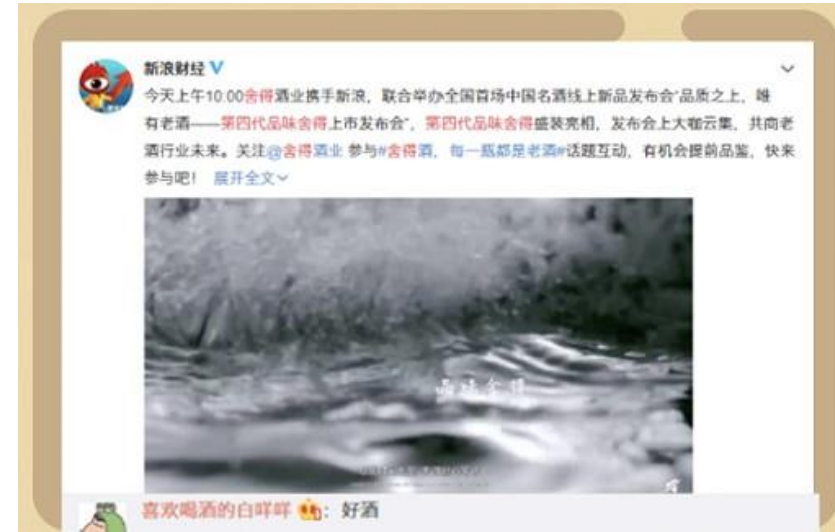 新浪财经
今天上午10:00舍得酒业携手新浪，联合举办全国首场中国名酒线上新品发布会“品质之上，唯
有老酒——第四代品味舍得上市发布会”，第四代品味舍得盛装亮相，发布会上大咖云集，共商老
酒行业未来。关注@舍得酒业 参与#舍得酒，每一瓶都是老酒#话题互动，有机会提前品鉴，快来
参与吧！ 展开全文
品味舍得
喜欢喝酒的白咩咩：好酒